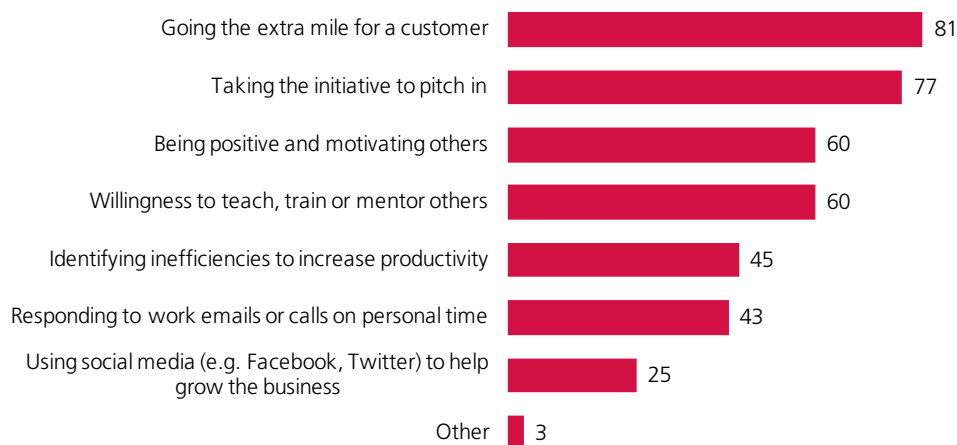 Going the extra mile for a customer 81
Taking the initiative to pitch in 77
Being positive and motivating others 60
Willingness to teach, train or mentor others 60
Identifying inefficiencies to increase productivity 45
Responding to work emails or calls on personal time 43
Using social media (e.g. Facebook, Twitter) to help
grow the business 25
Other 3